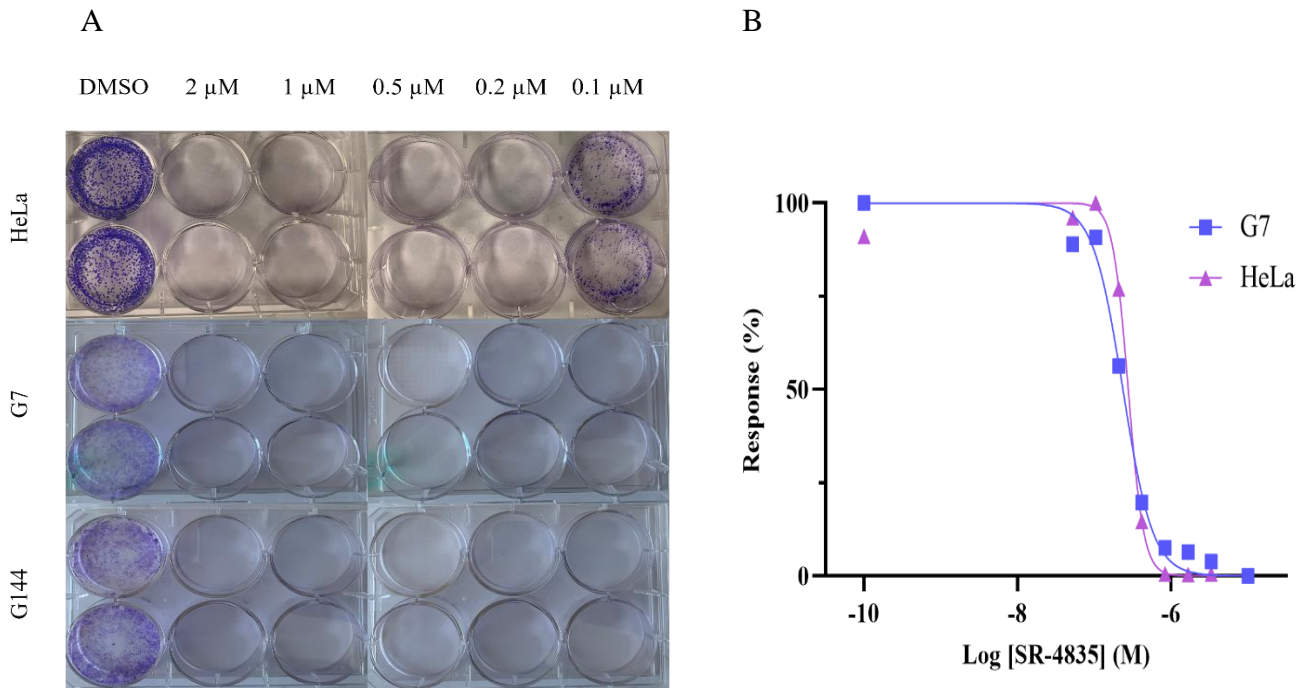 A
B
DMSO 2 µM 1 µM 0.5 µM 0.2 µM 0.1 µM
HeLa
G7
G144
Response (%)
100
50
0
-10 -8 -6
Log [SR-4835] (M)
G7
HeLa